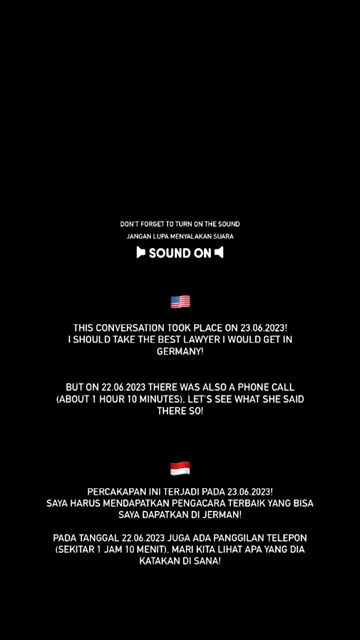 DON'T FORGET TO TURN ON THE SOUND
JANGAN LUPA MENYALAKAN SUARA
SOUND ON
THIS CONVERSATION TOOK PLACE ON 23.06.2023!
I SHOULD TAKE THE BEST LAWYER I WOULD GET IN
GERMANY!
BUT ON 22.06.2023 THERE WAS ALSO A PHONE CALL
(ABOUT 1 HOUR 10 MINUTES). LET'S SEE WHAT SHE SAID
THERE SO!
PERCAKAPAN INI TERJADI PADA 23.06.2023!
SAYA HARUS MENDAPATKAN PENGACARA TERBAIK YANG BISA
SAYA DAPATKAN DI JERMAN!
PADA TANGGAL 22.06.2023 JUGA ADA PANGGILAN TELEPON
(SEKITAR 1 JAM 10 MENIT). MARI KITA LIHAT APA YANG DIA
KATAKAN DI SANA!